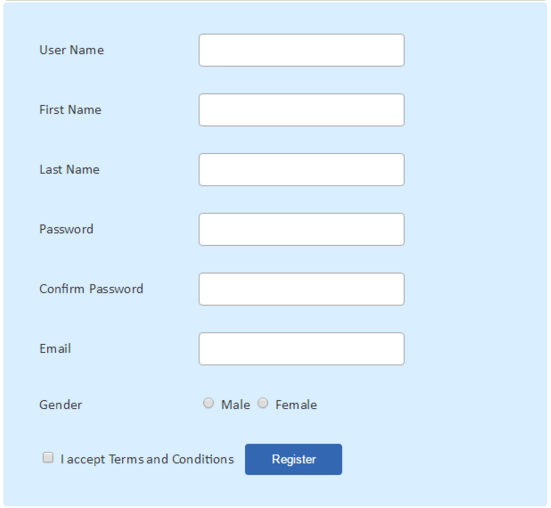 User Name
First Name
Last Name
Password
Confirm Password
Email
Gender Male Female
I accept Terms and Conditions Register